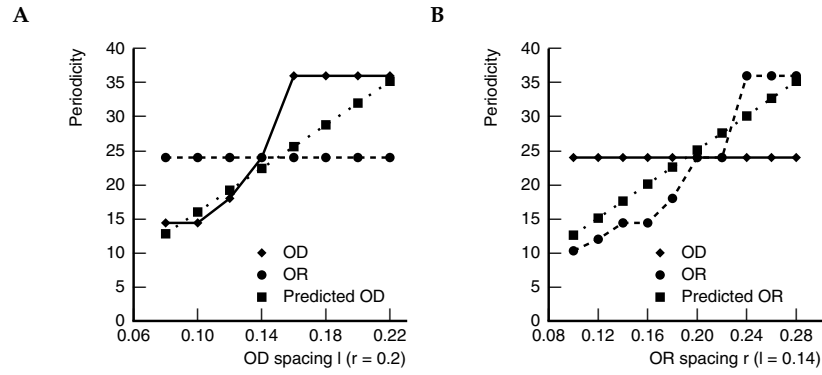 A
Periodicity
40
35
30
25
20
15
10
5
0
OD
OR
Predicted OD
0.06 0.10 0.14 0.18 0.22
OD spacing l (r = 0.2)
B
Periodicity
40
35
30
25
20
15
10
5
0
OD
OR
Predicted OR
0.08 0.12 0.16 0.20 0.24 0.28
OR spacing r (l = 0.14)